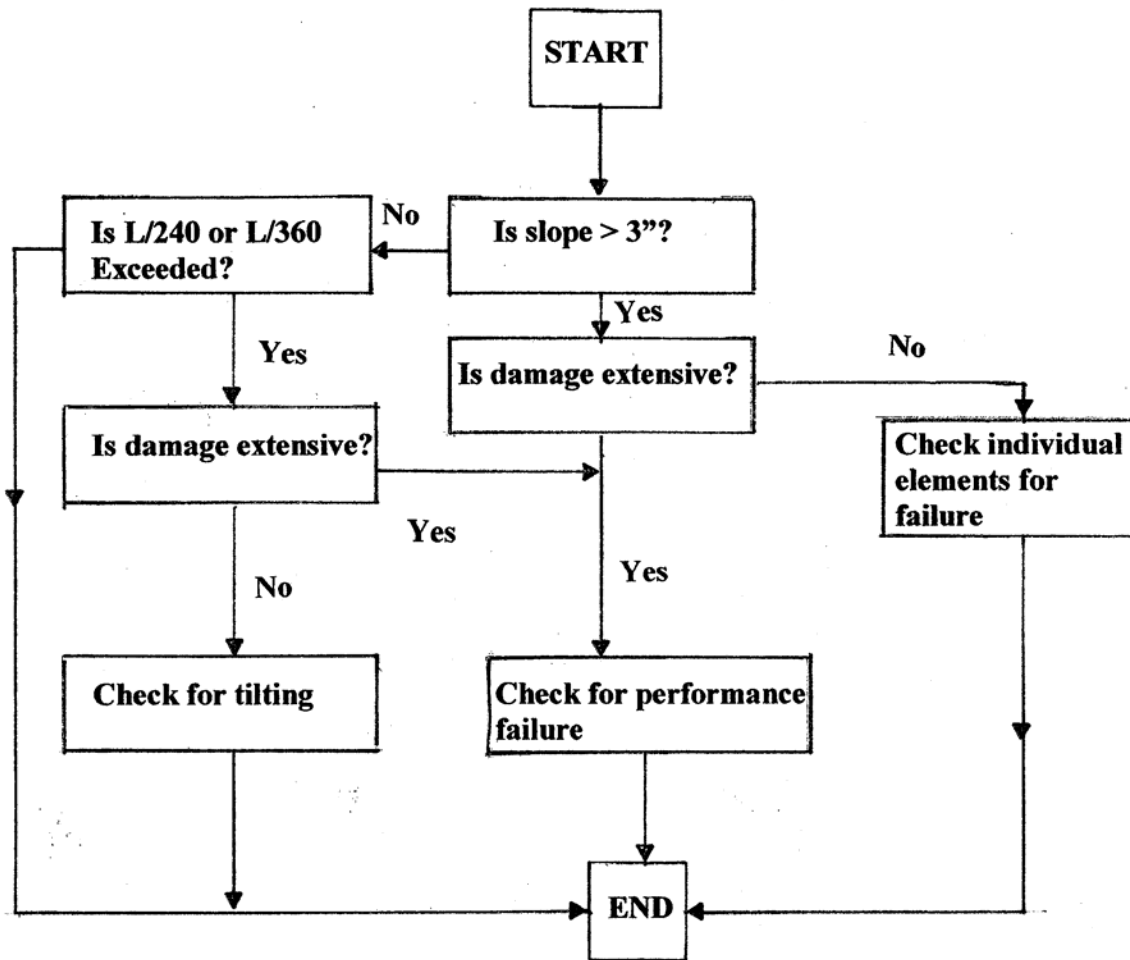 START
No
Is L/240 or L/360
Exceeded?
Is slope > 3”?
Yes
No
Yes
Is damage extensive?
Is damage extensive?
Check individual
elements for
failure
Yes
Yes
No
Check for tilting
Check for performance
failure
END